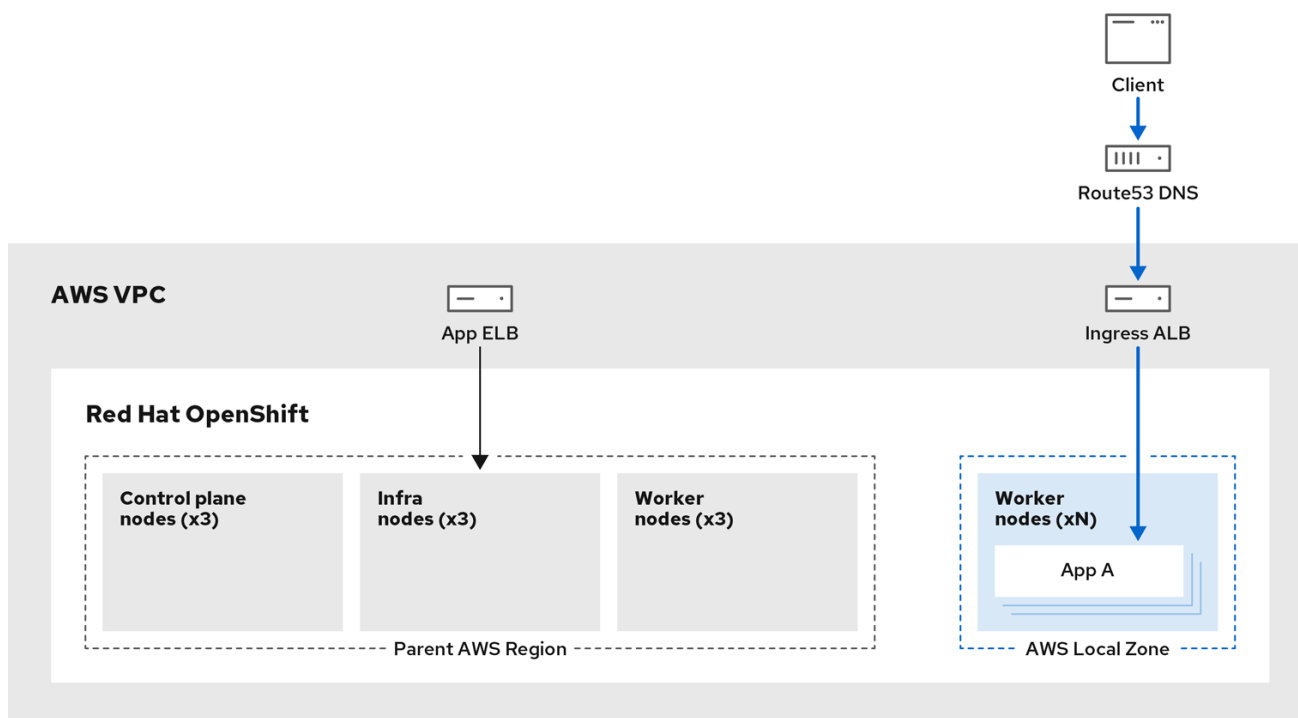 Client
Route53 DNS
AWS VPC
App ELB
Ingress ALB
Red Hat OpenShift
Control plane
nodes (x3)
Infra
nodes (x3)
Worker
nodes (x3)
Worker
nodes (xN)
App A
Parent AWS Region
AWS Local Zone